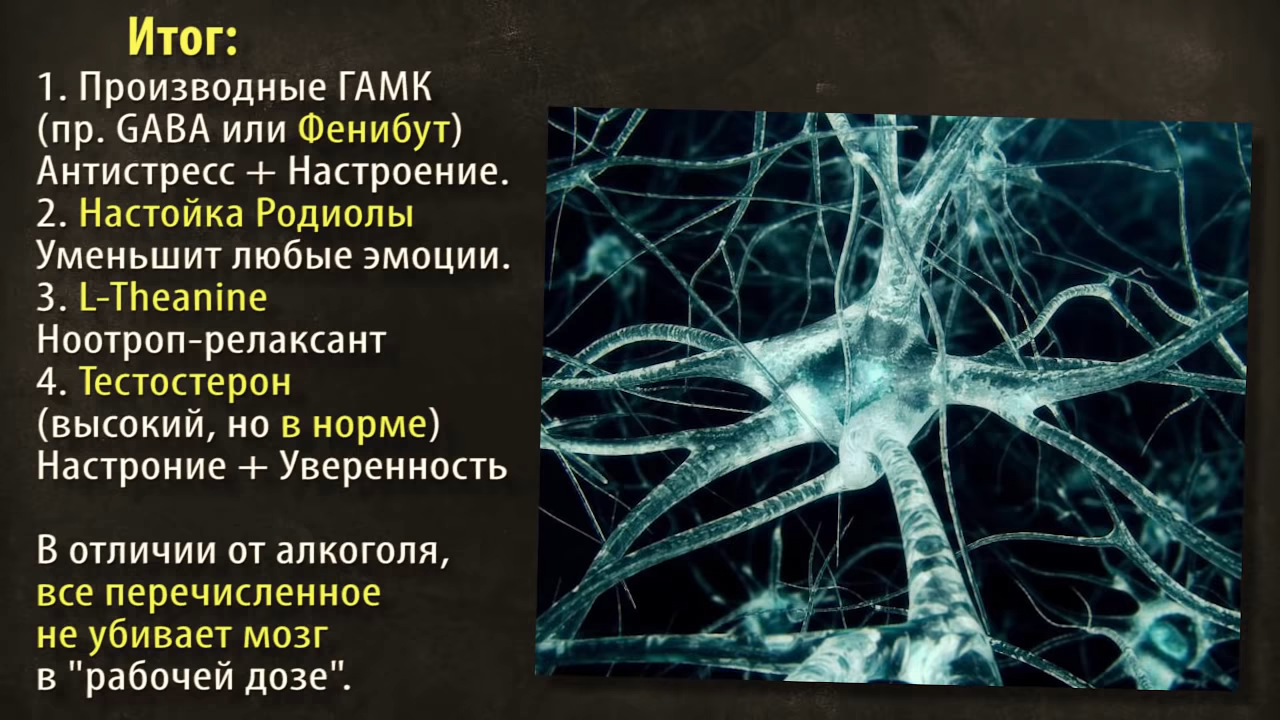 Итог:
1. Производные ГАМК
(пр. GABA или Фенибут)
Антистресс + Настроение.
2. Настойка Родиолы
Уменьшит любые эмоции.
3. L-Theanine
Ноотроп-релаксант
4. Тестостерон
(высокий, но в норме)
Настроние + Уверенность
В отличии от алкоголя,
все перечисленное
не убивает мозг
в "рабочей дозе".